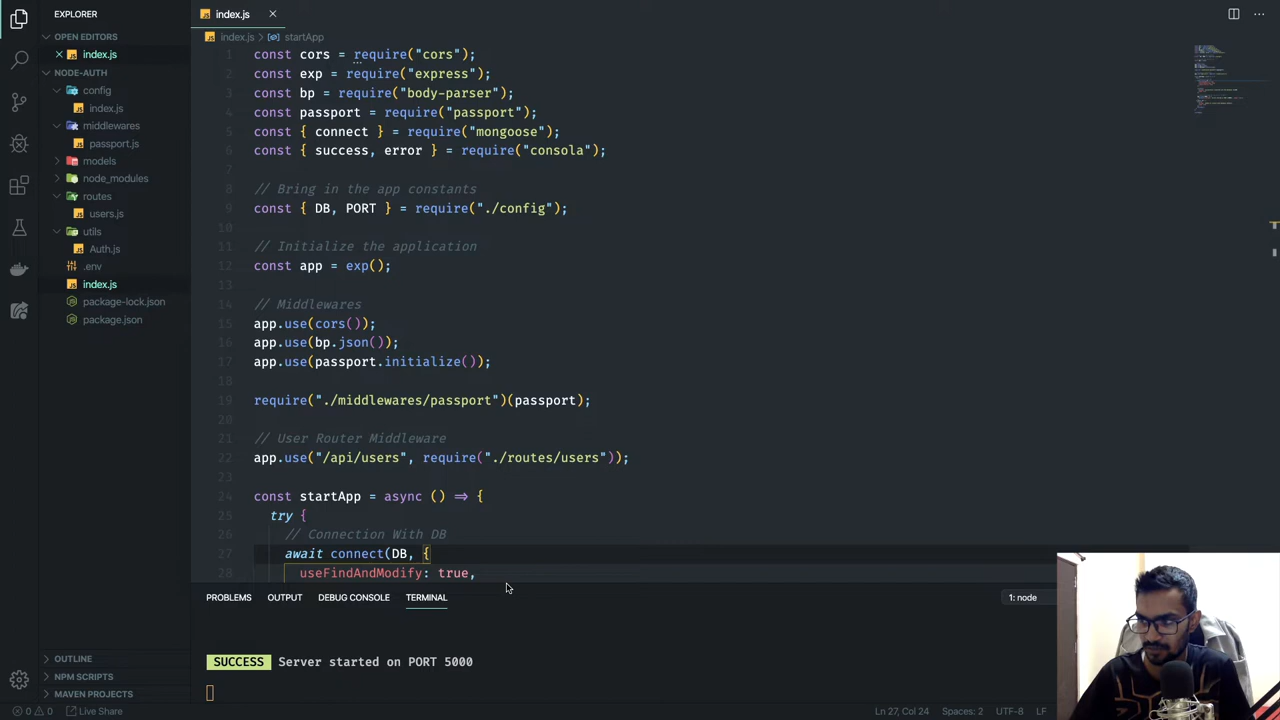 EXPLORER
OPEN EDITORS
index.js
NODE-AUTH
config
index.js
middlewares
passport.js
models
node_modules
routes
users.js
utils
Auth.js
.env
index.js
package-lock.json
package.json
OUTLINE
NPM SCRIPTS
MAVEN PROJECTS
index.js
index.js › startApp
1 const cors = require("cors");
2 const exp = require("express");
3 const bp = require("body-parser");
4 const passport = require("passport");
5 const { connect } = require("mongoose");
6 const { success, error } = require("consola");
7
8 // Bring in the app constants
9 const { DB, PORT } = require("./config");
10
11 // Initialize the application
12 const app = exp();
13
14 // Middlewares
15 app.use(cors());
16 app.use(bp.json());
17 app.use(passport.initialize());
18
19 require("./middlewares/passport")(passport);
20
21 // User Router Middleware
22 app.use("/api/users", require("./routes/users"));
23
24 const startApp = async () => {
25 try {
26 // Connection With DB
27 await connect(DB, {
28 useFindAndModify: true,
PROBLEMS OUTPUT DEBUG CONSOLE TERMINAL 1: node
SUCCESS Server started on PORT 5000
0 0 Live Share Ln 27, Col 24 Spaces: 2 UTF-8 LF